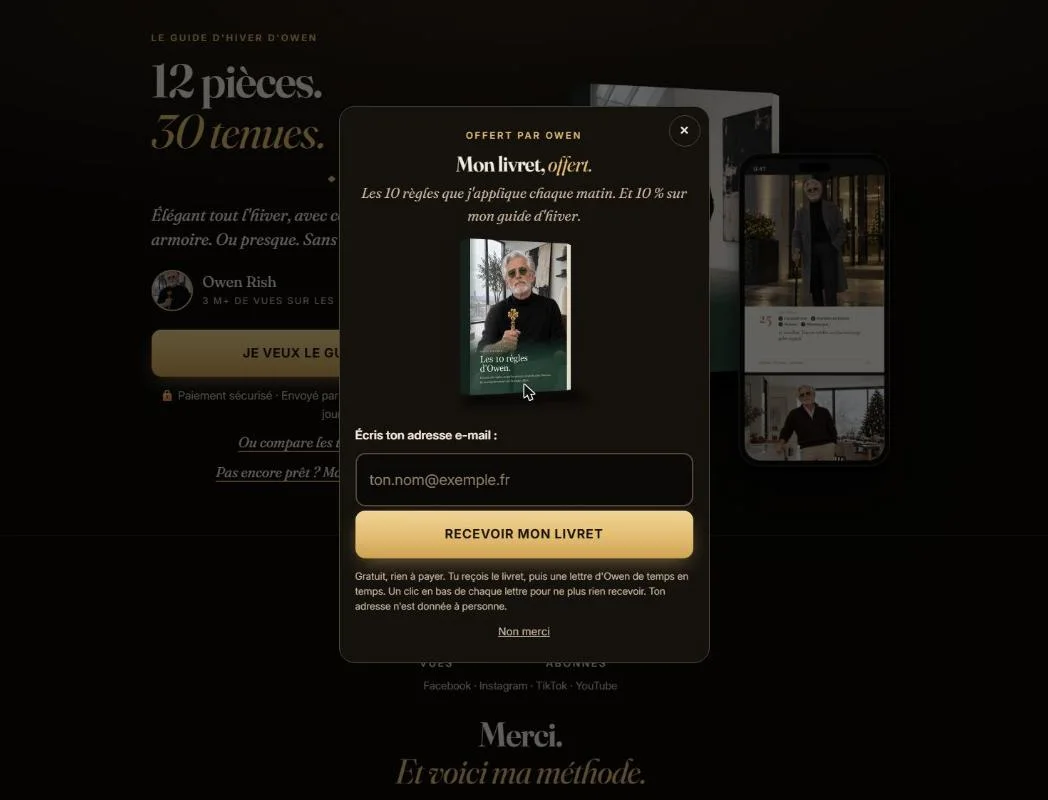 LE GUIDE D'HIVER D'OWEN
12 pièces.
30 tenues.
Élégant tout l'hiver, avec
armoire. Ou presque. Sans
Owen Rish
3 M+ DE VUES SUR LES
JE VEUX LE
Paiement sécurisé · Envoyé par
Ou compare les
Pas encore prêt ?
OFFERT PAR OWEN
×
Mon livret, offert.
Les 10 règles que j'applique chaque matin. Et 10 % sur
mon guide d'hiver.
Les 10 règles
d'Owen.
Écris ton adresse e-mail :
ton.nom@exemple.fr
RECEVOIR MON LIVRET
Gratuit, rien à payer. Tu reçois le livret, puis une lettre d'Owen de temps en
temps. Un clic en bas de chaque lettre pour ne plus rien recevoir. Ton
adresse n'est donnée à personne.
Non merci
25
VUES
ABONNÉS
Facebook · Instagram · TikTok · YouTube
Merci.
Et voici ma méthode.